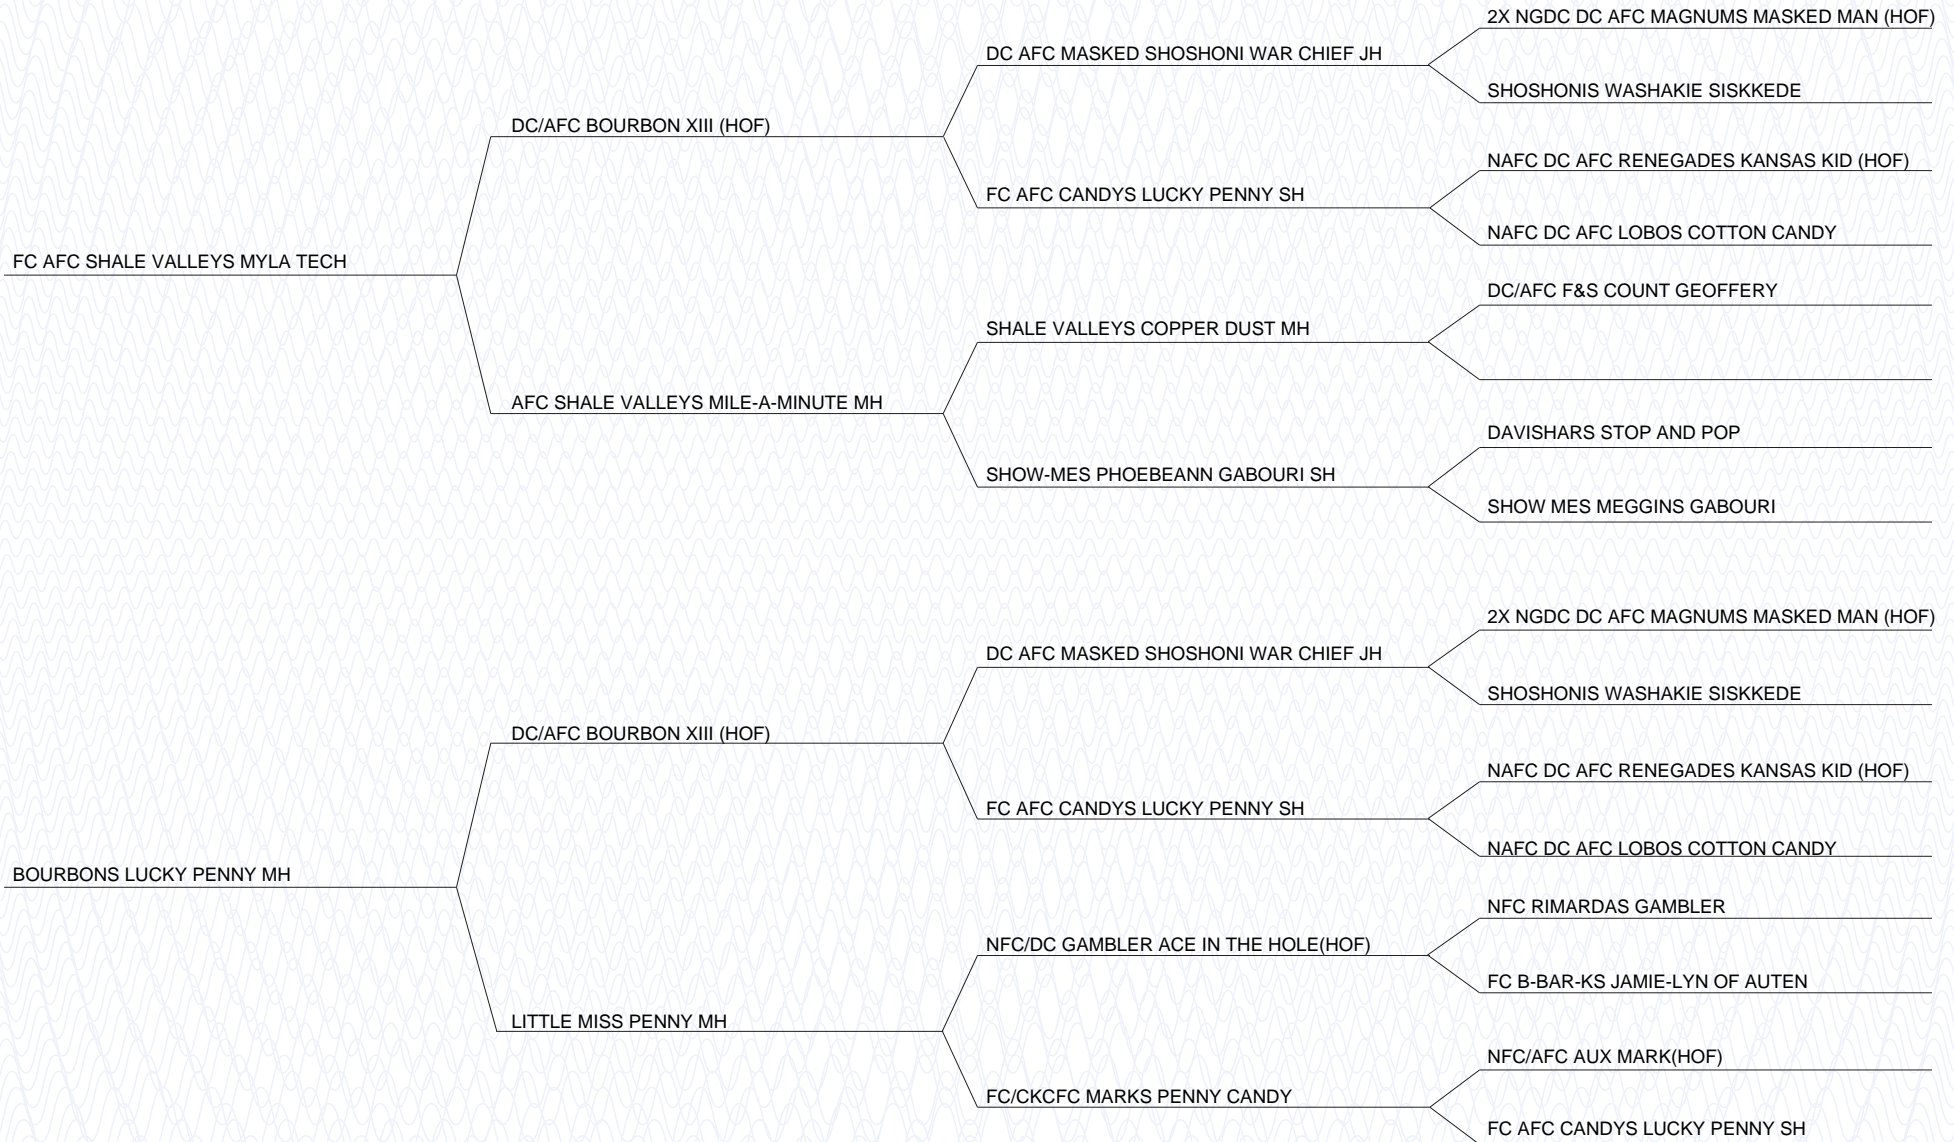 2X NGDC DC AFC MAGNUMS MASKED MAN (HOF)
DC AFC MASKED SHOSHONI WAR CHIEF JH
SHOSHONIS WASHAKIE SISKKEDE
DC/AFC BOURBON XIII (HOF)
NAFC DC AFC RENEGADES KANSAS KID (HOF)
FC AFC CANDYS LUCKY PENNY SH
NAFC DC AFC LOBOS COTTON CANDY
FC AFC SHALE VALLEYS MYLA TECH
DC/AFC F&S COUNT GEOFFERY
SHALE VALLEYS COPPER DUST MH
AFC SHALE VALLEYS MILE-A-MINUTE MH
DAVISHARS STOP AND POP
SHOW-MES PHOEBEANN GABOURI SH
SHOW MES MEGGINS GABOURI
2X NGDC DC AFC MAGNUMS MASKED MAN (HOF)
DC AFC MASKED SHOSHONI WAR CHIEF JH
SHOSHONIS WASHAKIE SISKKEDE
DC/AFC BOURBON XIII (HOF)
NAFC DC AFC RENEGADES KANSAS KID (HOF)
FC AFC CANDYS LUCKY PENNY SH
NAFC DC AFC LOBOS COTTON CANDY
BOURBONS LUCKY PENNY MH
NFC RIMARDAS GAMBLER
NFC/DC GAMBLER ACE IN THE HOLE(HOF)
FC B-BAR-KS JAMIE-LYN OF AUTEN
LITTLE MISS PENNY MH
NFC/AFC AUX MARK(HOF)
FC/CKCFC MARKS PENNY CANDY
FC AFC CANDYS LUCKY PENNY SH